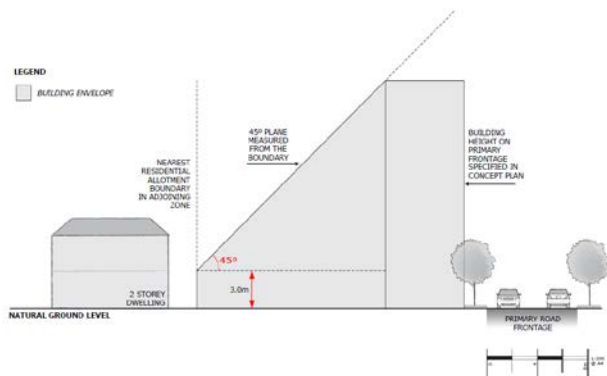 LEGEND
BUILDING ENVELOPE
45º PLANE
MEASURED
FROM THE
BOUNDARY
BUILDING
HEIGHT ON
PRIMARY
FRONTAGE
SPECIFIED IN
CONCEPT PLAN
NEAREST
RESIDENTIAL
ALLOTMENT
BOUNDARY
IN ADJOINING
ZONE
45º
3.0m
2 STOREY
DWELLING
NATURAL GROUND LEVEL
PRIMARY ROAD
FRONTAGE